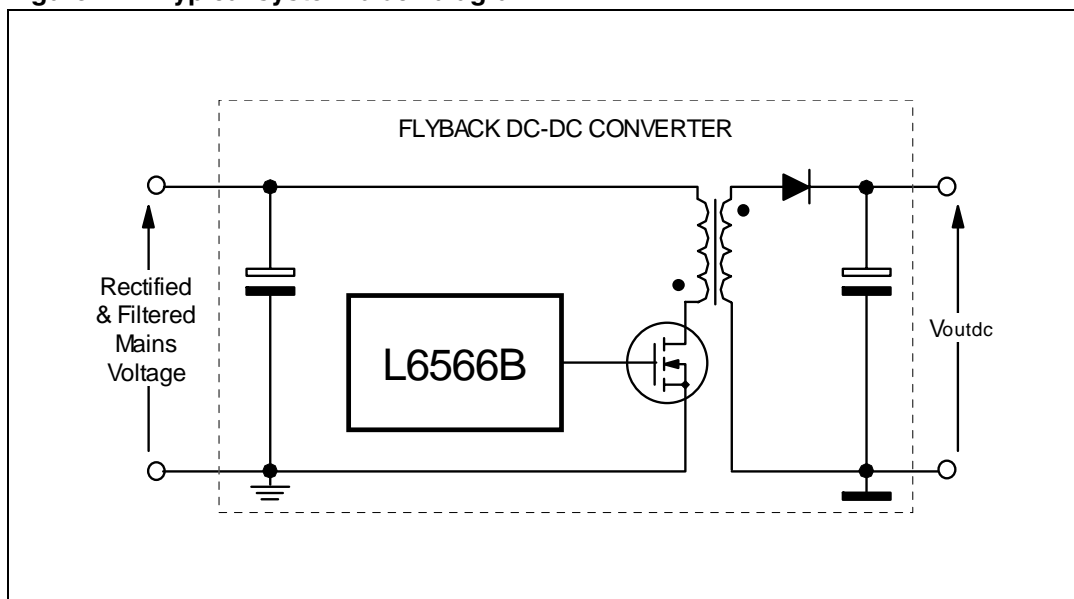 FLYBACK DC-DC CONVERTER
Rectified
& Filtered
Mains
Voltage
L6566B
Voutdc